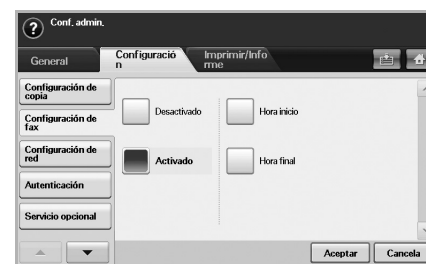 ? Conf. admin.
General
Configuració
n
Imprimir/Info
rme
Configuración de
copia
Configuración de
fax
Configuración de
red
Autenticación
Servicio opcional
Desactivado
Hora inicio
Activado
Hora final
Aceptar
Cancela